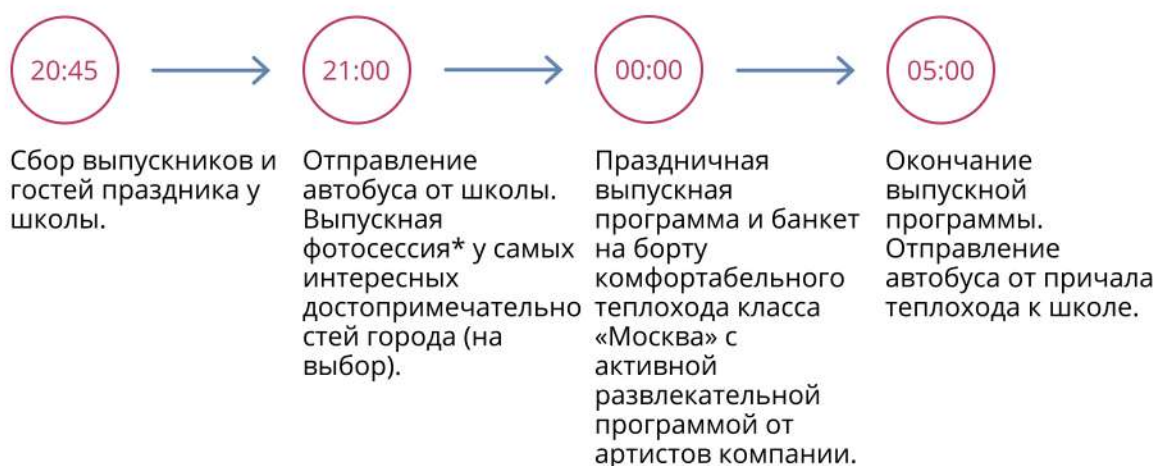 20:45
21:00
00:00
05:00
Сбор выпускников и
гостей праздника у
школы.
Отправление
автобуса от школы.
Выпускная
фотосессия* у самых
интересных
достопримечательно
стей города (на
выбор).
Праздничная
выпускная
программа и банкет
на борту
комфортабельного
теплохода класса
«Москва» с
активной
развлекательной
программой от
артистов компании.
Окончание
выпускной
программы.
Отправление
автобуса от причала
теплохода к школе.